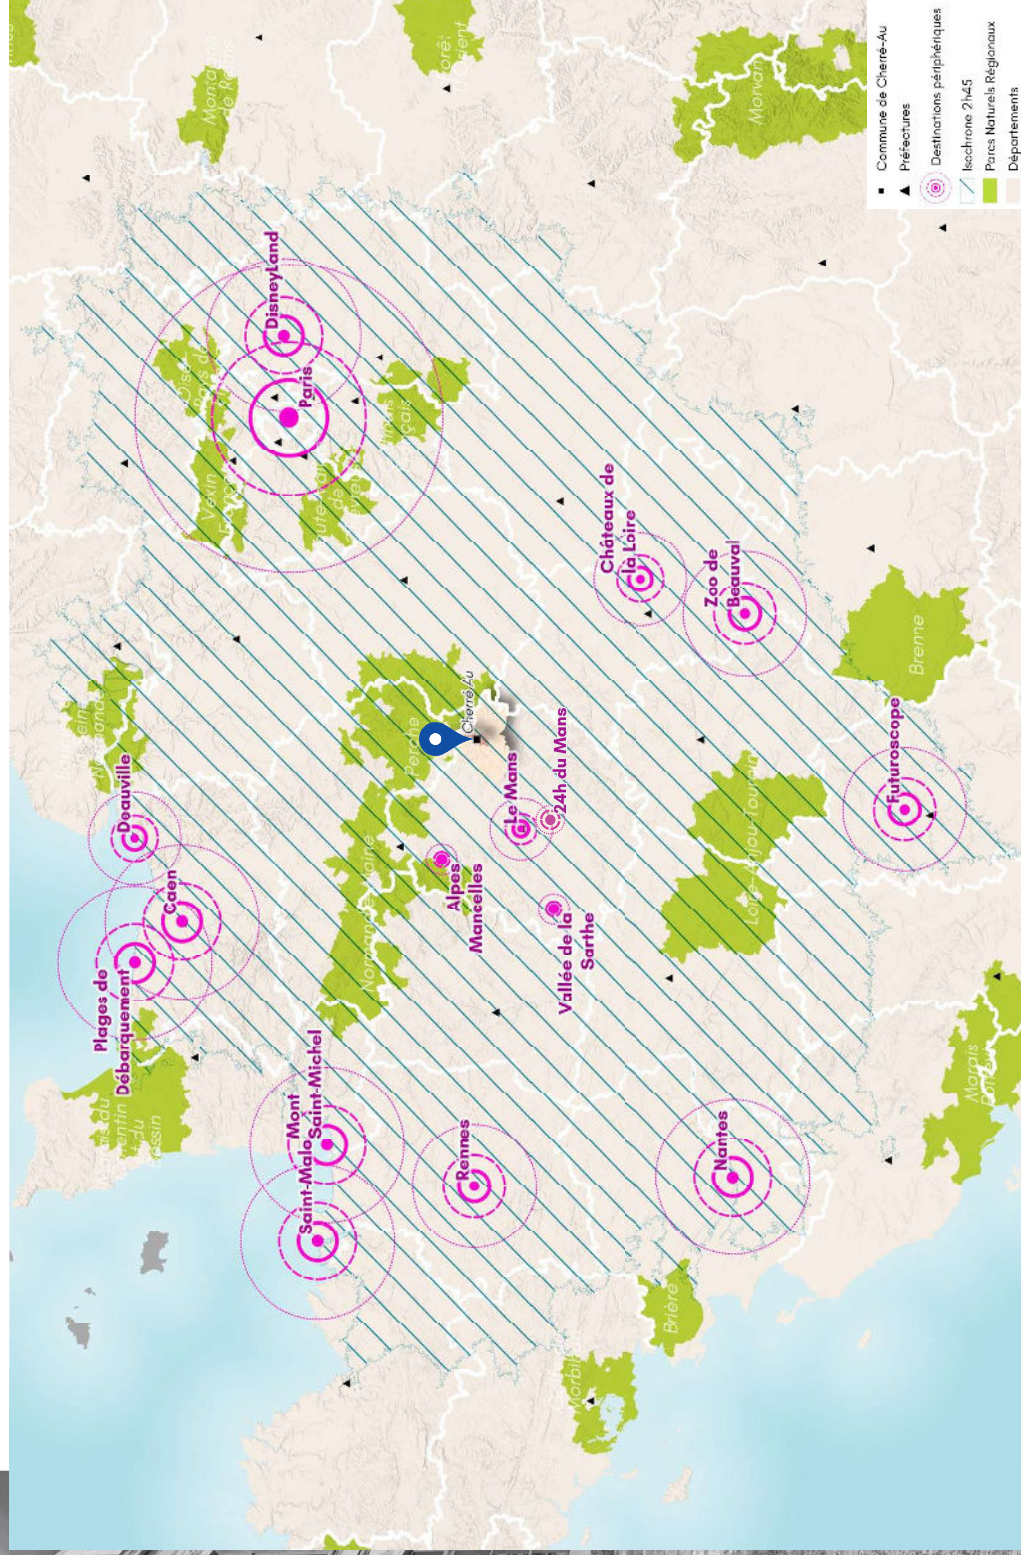 Plages de
Débarquement
Deauville
Caen
Mont
Saint-Michel
Saint-Malo
Rennes
Nantes
Alpes
Mancelles
Vallée de la
Sarthe
Le Mans
24h du Mans
Cherré-Au
Perche
Normandie-Maine
Paris
DisneyLand
Châteaux de
la Loire
Zoo de
Beauval
Futuroscope
Brenne
Loire-Anjou-Touraine
Brière
Morvan
Vexin
Marais
Commune de Cherré-Au
Préfectures
Destinations périphériques
Isochrone 2h45
Parcs Naturels Régionaux
Départements